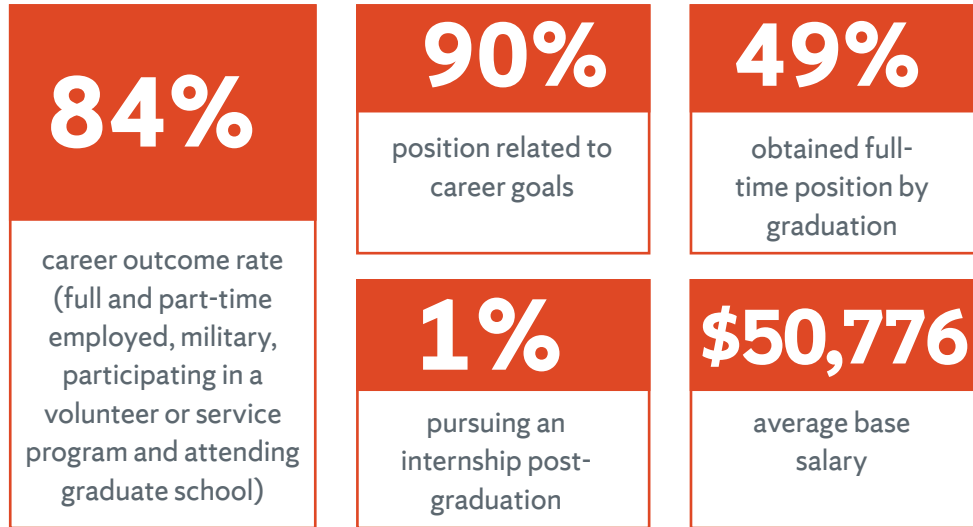 84%
career outcome rate
(full and part-time
employed, military,
participating in a
volunteer or service
program and attending
graduate school)
90%
position related to
career goals
49%
obtained full-
time position by
graduation
1%
pursuing an
internship post-
graduation
$50,776
average base
salary